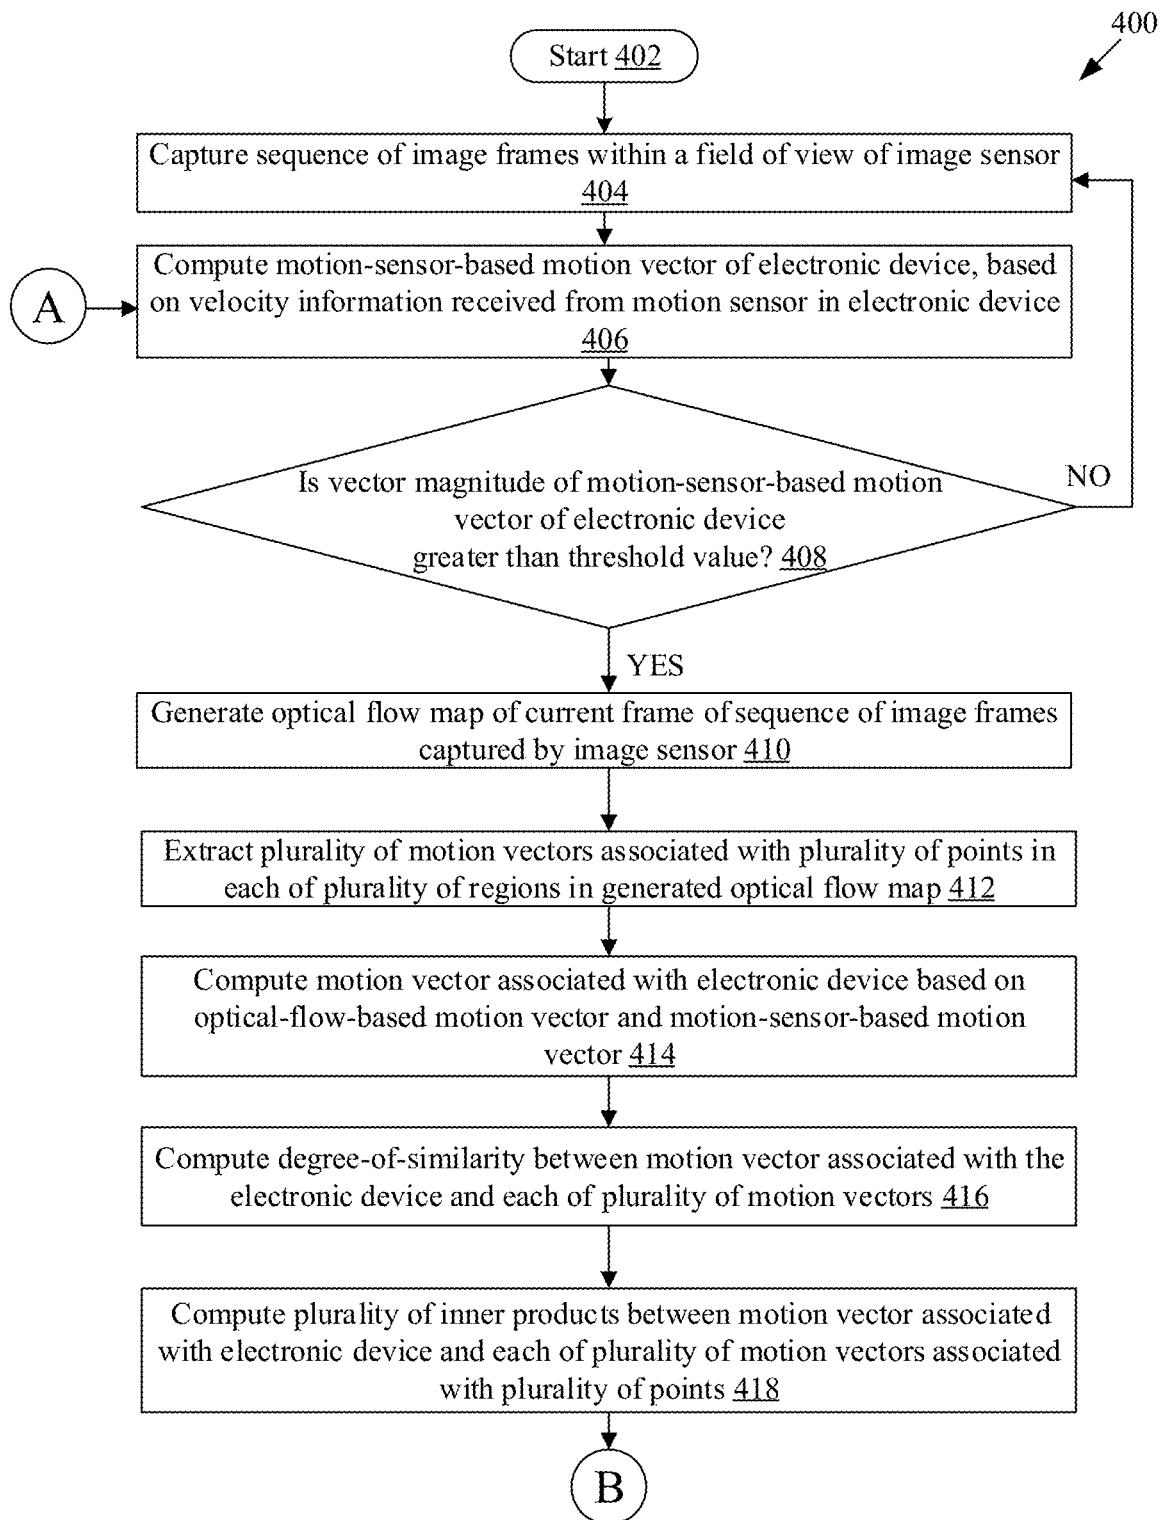 400
Start 402
Capture sequence of image frames within a field of view of image sensor
404
Compute motion-sensor-based motion vector of electronic device, based
on velocity information received from motion sensor in electronic device
406
A
Is vector magnitude of motion-sensor-based motion
vector of electronic device
greater than threshold value? 408
NO
YES
Generate optical flow map of current frame of sequence of image frames
captured by image sensor 410
Extract plurality of motion vectors associated with plurality of points in
each of plurality of regions in generated optical flow map 412
Compute motion vector associated with electronic device based on
optical-flow-based motion vector and motion-sensor-based motion
vector 414
Compute degree-of-similarity between motion vector associated with the
electronic device and each of plurality of motion vectors 416
Compute plurality of inner products between motion vector associated
with electronic device and each of plurality of motion vectors associated
with plurality of points 418
B